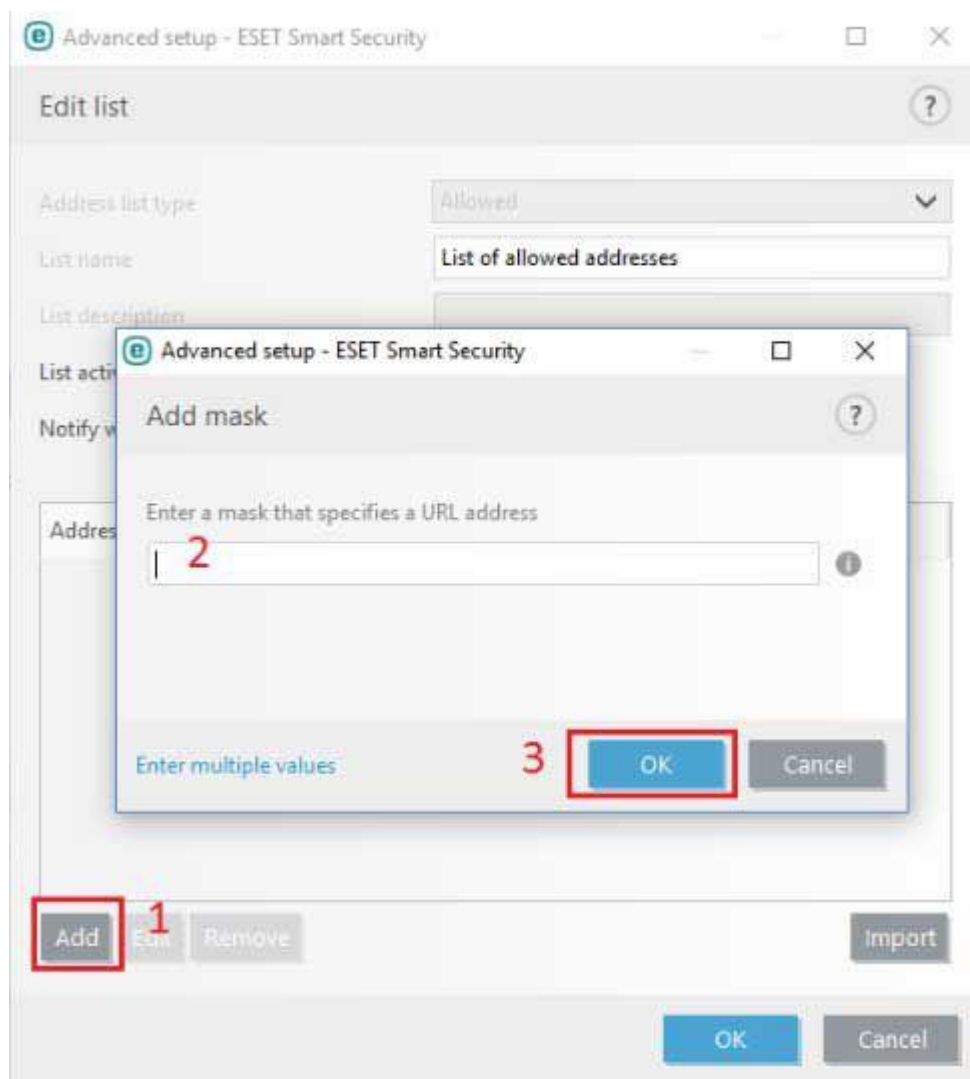 Advanced setup - ESET Smart Security
Edit list
?
Address list type
Allowed
List name
List of allowed addresses
List description
Advanced setup - ESET Smart Security
List activ
Add mask
?
Notify w
Enter a mask that specifies a URL address
Addres
2
Enter multiple values
3
OK
Cancel
Add
1
Edit
Remove
Import
OK
Cancel